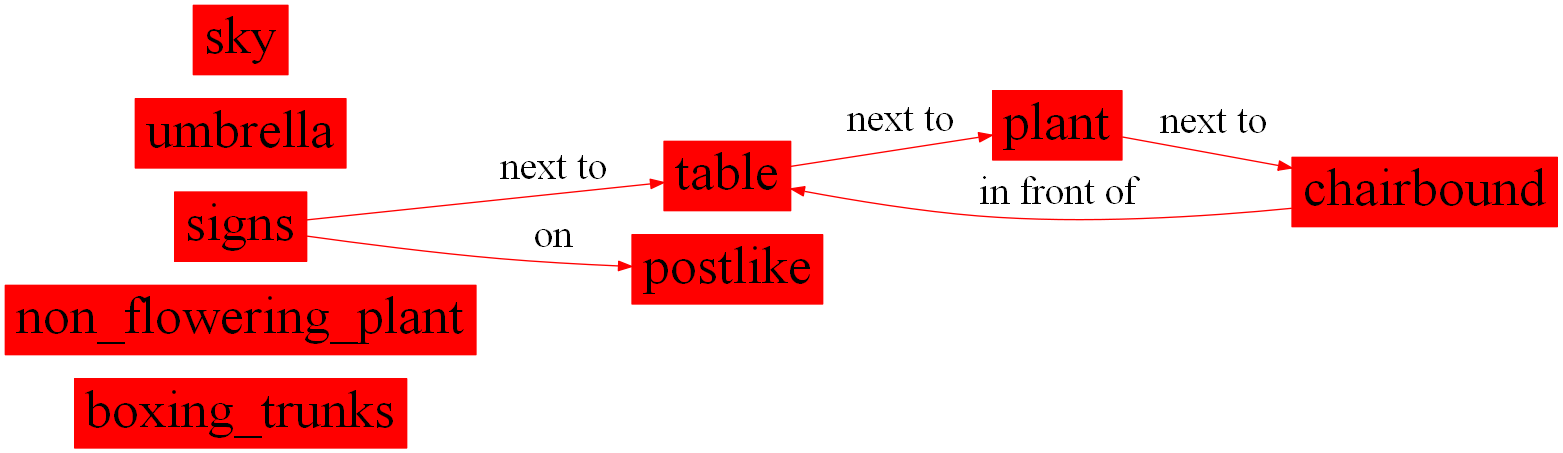 sky
umbrella
signs
non_flowering_plant
boxing_trunks
next to
on
table
postlike
next to
in front of
plant
next to
chairbound